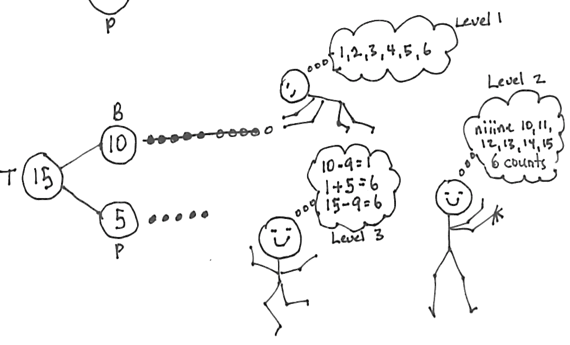 P
Level 1
1, 2, 3, 4, 5, 6
Level 2
niiine 10, 11,
12, 13, 14, 15
6 counts
B
10
T 15
5
P
10-9=1
1+5=6
15-9=6
Level 3